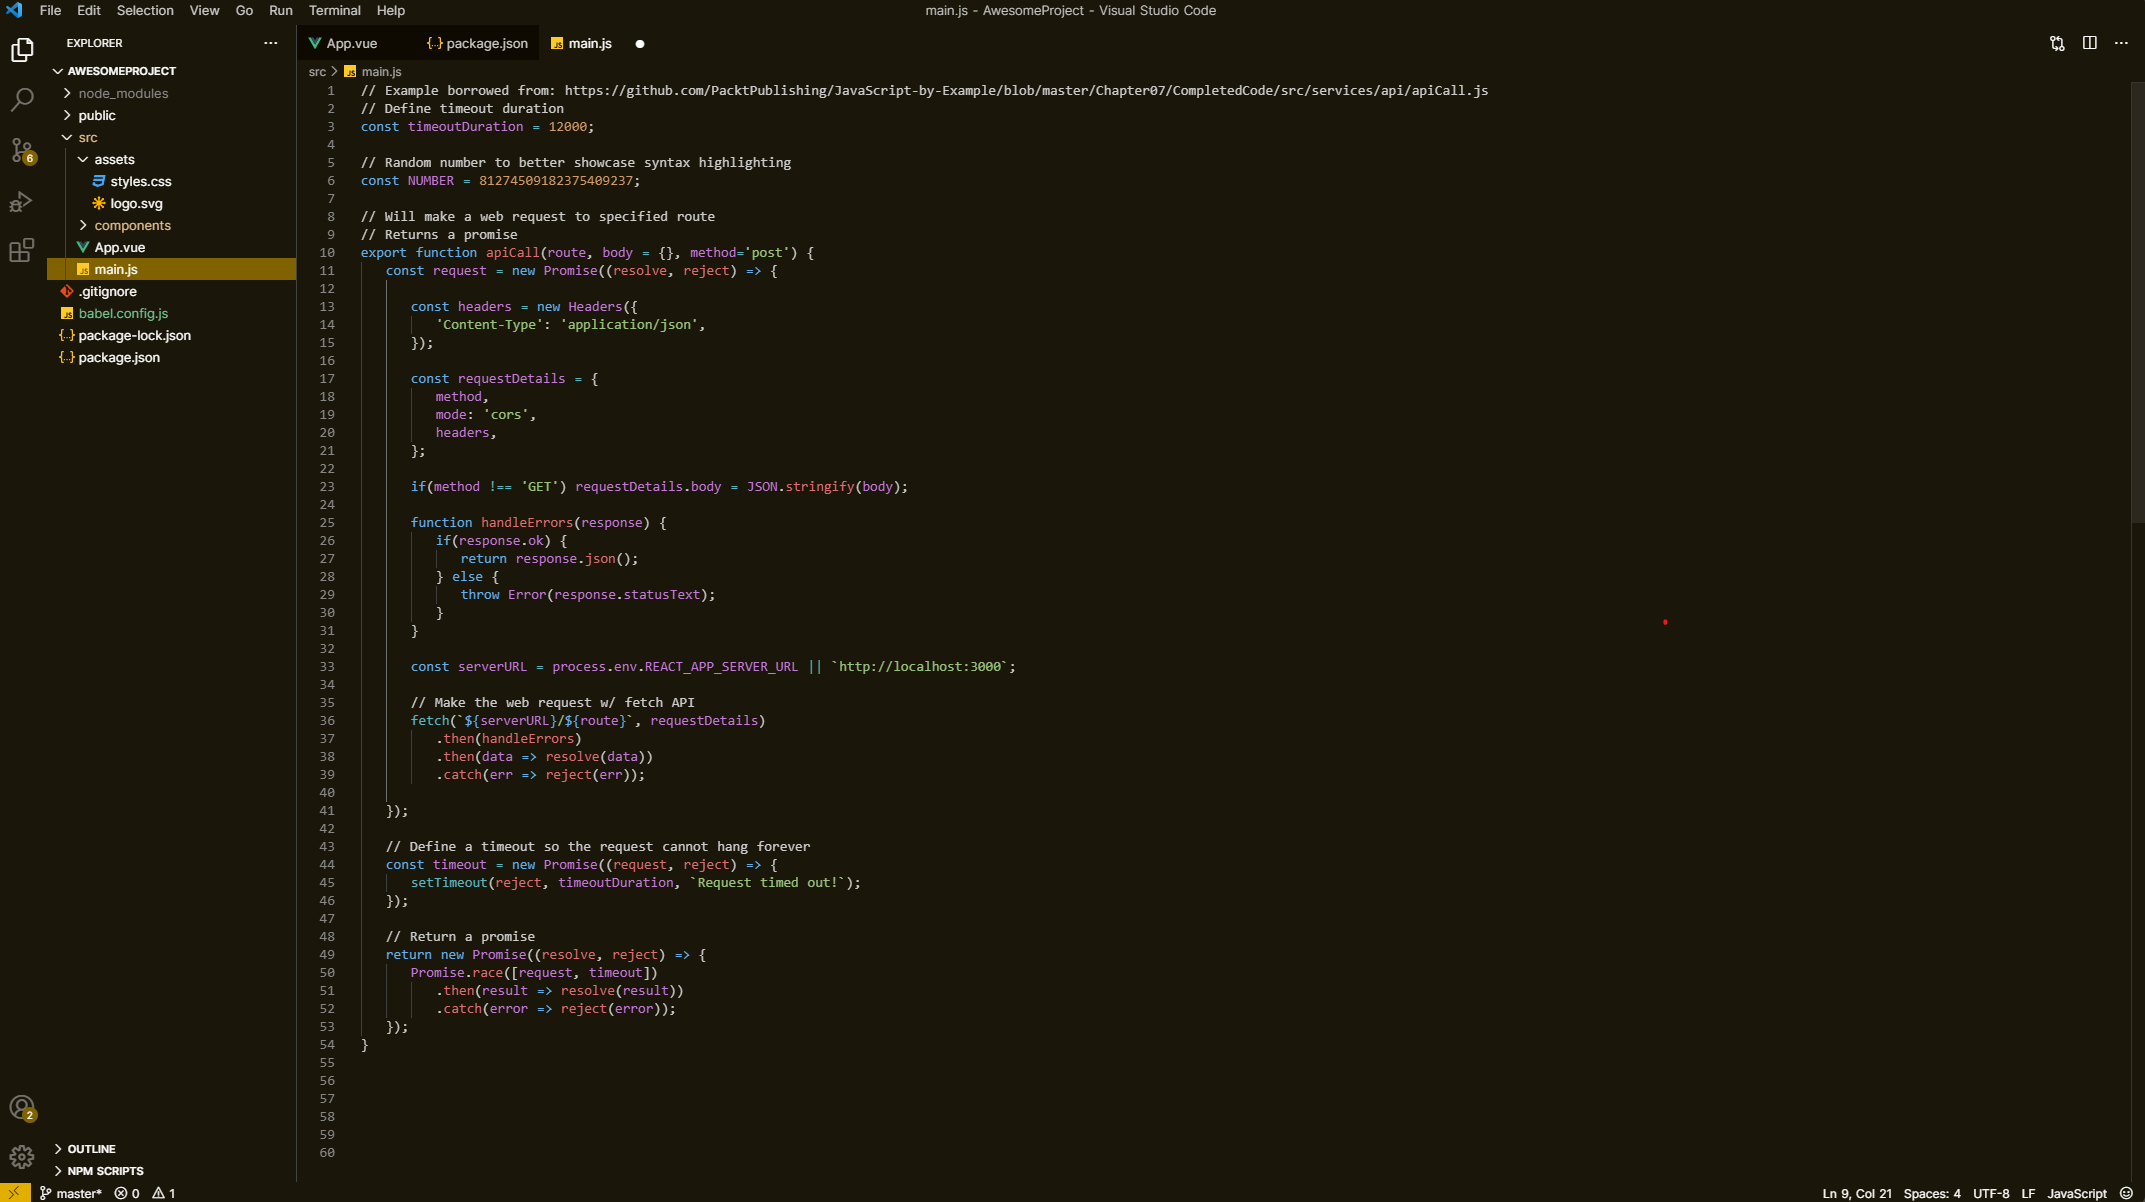 File Edit Selection View Go Run Terminal Help
main.js - AwesomeProject - Visual Studio Code
EXPLORER
AWESOMEPROJECT
node_modules
public
src
assets
styles.css
logo.svg
components
App.vue
main.js
.gitignore
babel.config.js
package-lock.json
package.json
6
2
OUTLINE
NPM SCRIPTS
App.vue package.json main.js
src > main.js
1 // Example borrowed from: https://github.com/PacktPublishing/JavaScript-by-Example/blob/master/Chapter07/CompletedCode/src/services/api/apiCall.js
2 // Define timeout duration
3 const timeoutDuration = 12000;
4
5 // Random number to better showcase syntax highlighting
6 const NUMBER = 81274509182375409237;
7
8 // Will make a web request to specified route
9 // Returns a promise
10 export function apiCall(route, body = {}, method='post') {
11 const request = new Promise((resolve, reject) => {
12
13 const headers = new Headers({
14 'Content-Type': 'application/json',
15 });
16
17 const requestDetails = {
18 method,
19 mode: 'cors',
20 headers,
21 };
22
23 if(method !== 'GET') requestDetails.body = JSON.stringify(body);
24
25 function handleErrors(response) {
26 if(response.ok) {
27 return response.json();
28 } else {
29 throw Error(response.statusText);
30 }
31 }
32
33 const serverURL = process.env.REACT_APP_SERVER_URL || `http://localhost:3000`;
34
35 // Make the web request w/ fetch API
36 fetch(`${serverURL}/${route}`, requestDetails)
37 .then(handleErrors)
38 .then(data => resolve(data))
39 .catch(err => reject(err));
40
41 });
42
43 // Define a timeout so the request cannot hang forever
44 const timeout = new Promise((request, reject) => {
45 setTimeout(reject, timeoutDuration, `Request timed out!`);
46 });
47
48 // Return a promise
49 return new Promise((resolve, reject) => {
50 Promise.race([request, timeout])
51 .then(result => resolve(result))
52 .catch(error => reject(error));
53 });
54 }
55
56
57
58
59
60
master* 0 1
Ln 9, Col 21 Spaces: 4 UTF-8 LF JavaScript